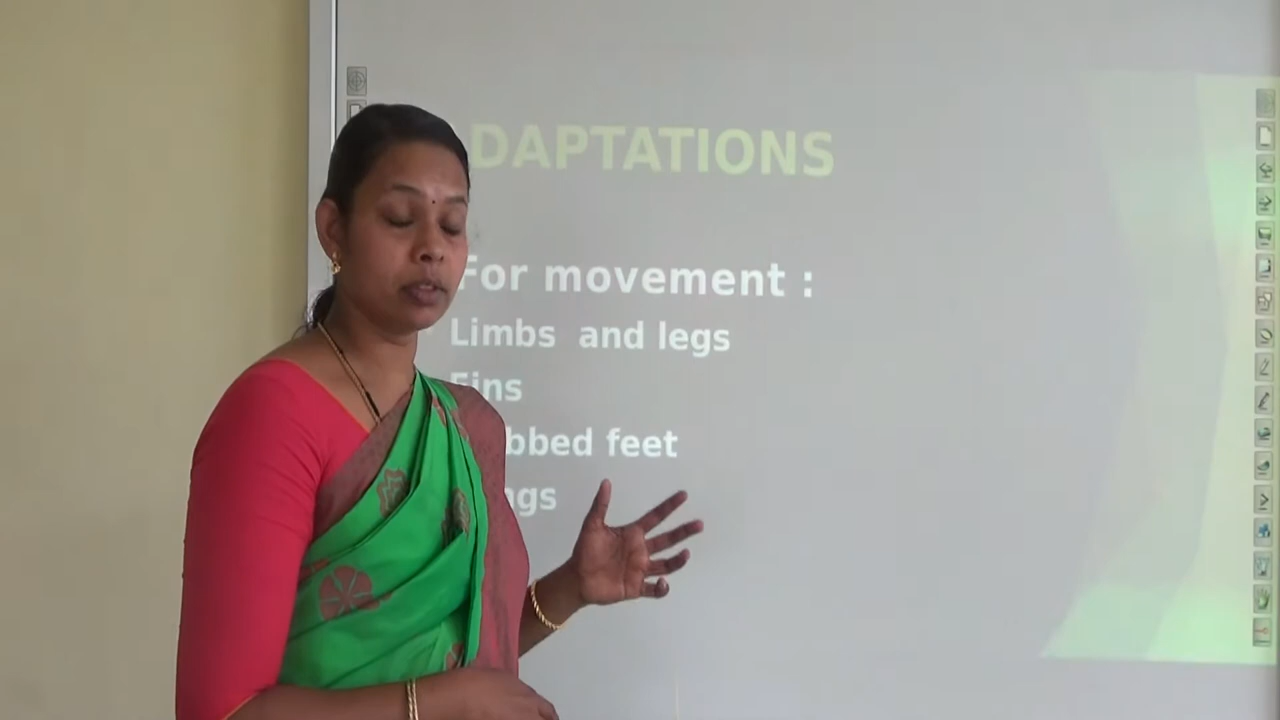 DAPTATIONS
For movement :
Limbs and legs
Fins
bbed feet
ngs